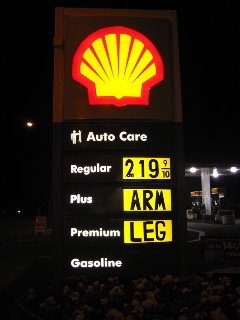 Auto Care
Regular 219 9/10
Plus ARM
Premium LEG
Gasoline